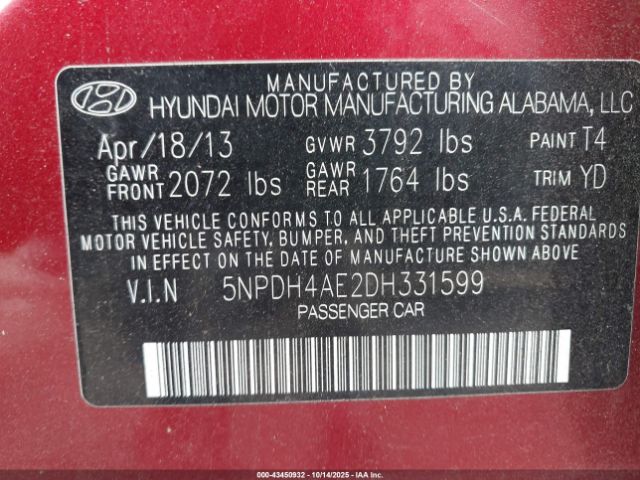 MANUFACTURED BY
HYUNDAI MOTOR MANUFACTURING ALABAMA, LLC
Apr/18/13 GVWR 3792 lbs PAINT T4
GAWR FRONT 2072 lbs GAWR REAR 1764 lbs TRIM YD
THIS VEHICLE CONFORMS TO ALL APPLICABLE U.S.A. FEDERAL
MOTOR VEHICLE SAFETY, BUMPER, AND THEFT PREVENTION STANDARDS
IN EFFECT ON THE DATE OF MANUFACTURE SHOWN ABOVE.
V.I.N 5NPDH4AE2DH331599
PASSENGER CAR
000-43450932 - 10/14/2025 - Copyright © 2025 IAA, Inc.